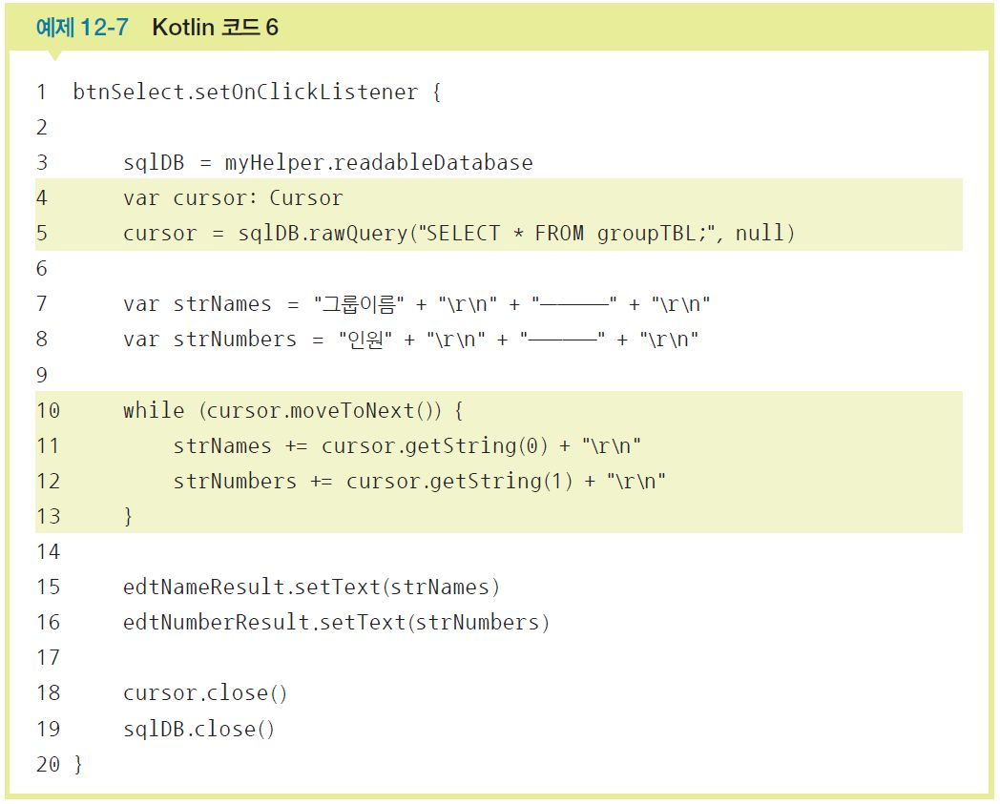 예제 12-7 Kotlin 코드 6
1 btnSelect.setOnClickListener {
2
3     sqlDB = myHelper.readableDatabase
4     var cursor: Cursor
5     cursor = sqlDB.rawQuery("SELECT * FROM groupTBL;", null)
6
7     var strNames = "그룹이름" + "\r\n" + "――――" + "\r\n"
8     var strNumbers = "인원" + "\r\n" + "――――" + "\r\n"
9
10     while (cursor.moveToNext()) {
11         strNames += cursor.getString(0) + "\r\n"
12         strNumbers += cursor.getString(1) + "\r\n"
13     }
14
15     edtNameResult.setText(strNames)
16     edtNumberResult.setText(strNumbers)
17
18     cursor.close()
19     sqlDB.close()
20 }